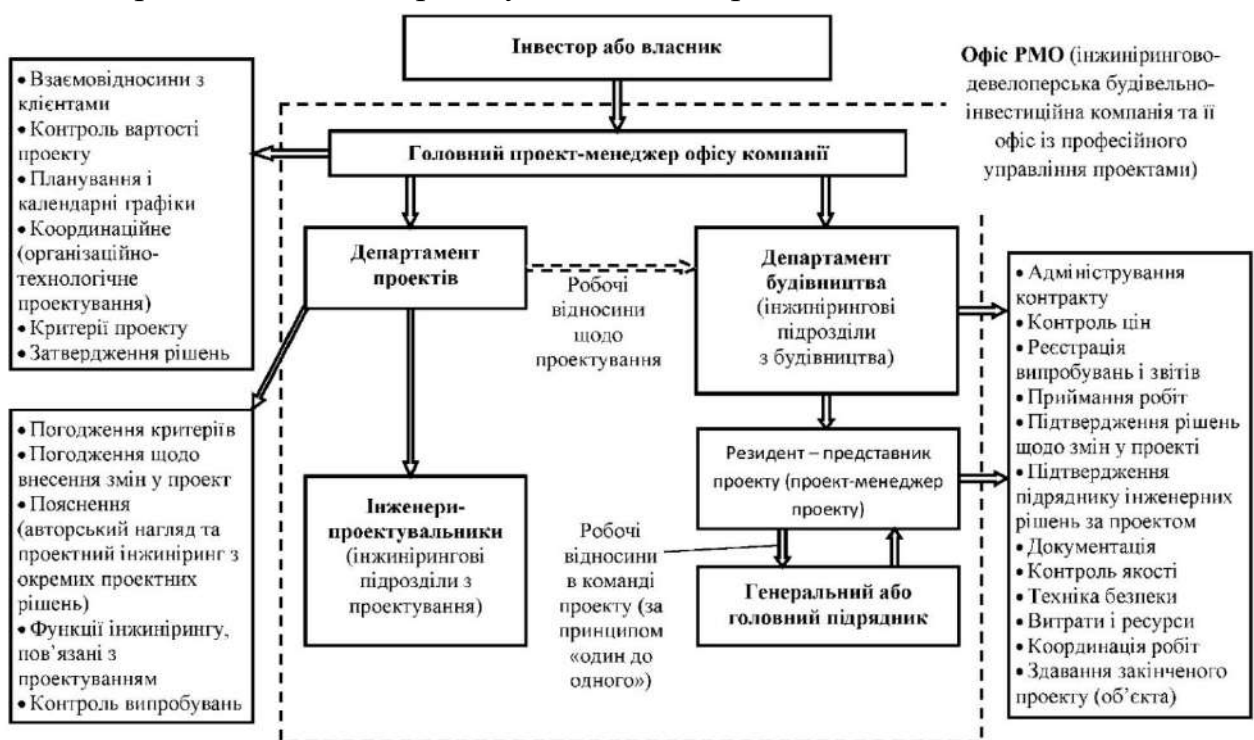 Інвестор або власник
Офіс РМО (інжинірингово-
девелоперська будівельно-
інвестиційна компанія та її
офіс із професійного
управління проектами)
• Взаємовідносини з
клієнтами
• Контроль вартості
проекту
• Планування і
календарні графіки
• Координаційне
(організаційно-
технологічне
проектування)
• Критерії проекту
• Затвердження рішень
Головний проект-менеджер офісу компанії
Департамент
проектів
Робочі
відносини
щодо
проектування
Департамент
будівництва
(інжинірингові
підрозділи
з будівництва)
• Погодження критеріїв
• Погодження щодо
внесення змін у проект
• Пояснення
(авторський нагляд та
проектний інжиніринг з
окремих проектних
рішень)
• Функції інжинірингу,
пов’язані з
проектуванням
• Контроль випробувань
Інженери-
проектувальники
(інжинірингові
підрозділи з
проектування)
Робочі
відносини
в команді
проекту (за
принципом
«один до
одного»)
Резидент – представник
проекту (проект-менеджер
проекту)
Генеральний або
головний підрядник
• Адміністрування
контракту
• Контроль цін
• Реєстрація
випробувань і звітів
• Приймання робіт
• Підтвердження рішень
щодо змін у проекті
• Підтвердження
підряднику інженерних
рішень за проектом
• Документація
• Контроль якості
• Техніка безпеки
• Витрати і ресурси
• Координація робіт
• Здавання закінченого
проекту (об’єкта)